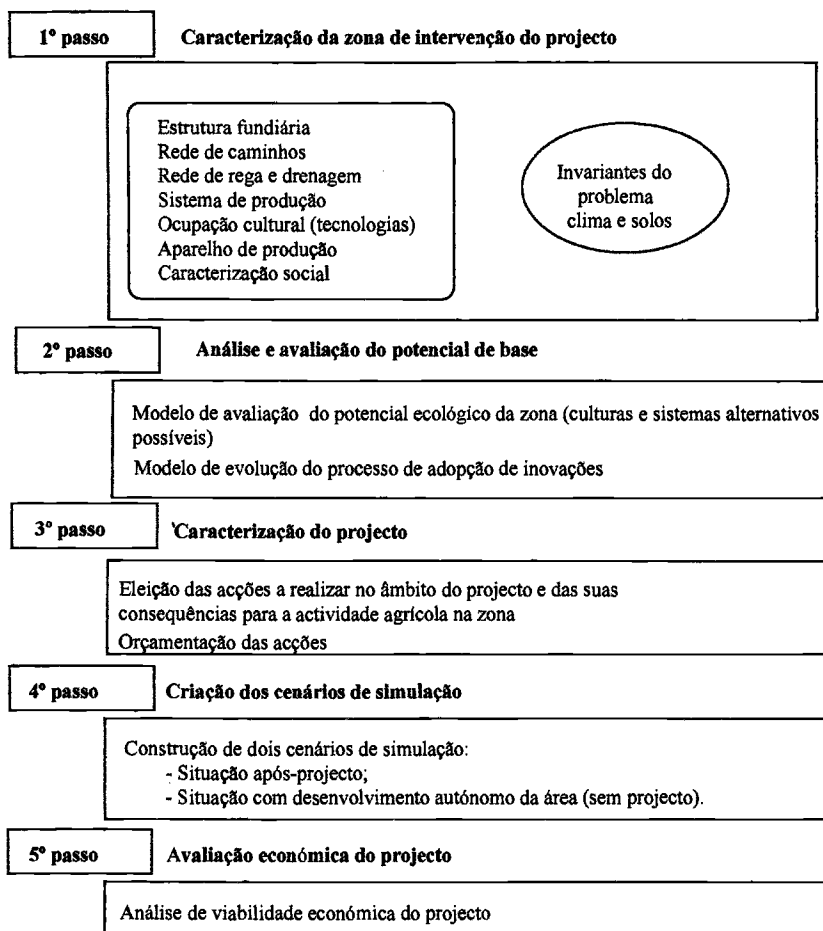 1º passo Caracterização da zona de intervenção do projecto
Estrutura fundiária
Rede de caminhos
Rede de rega e drenagem
Sistema de produção
Ocupação cultural (tecnologias)
Aparelho de produção
Caracterização social
Invariantes do
problema
clima e solos
2º passo Análise e avaliação do potencial de base
Modelo de avaliação do potencial ecológico da zona (culturas e sistemas alternativos
possíveis)
Modelo de evolução do processo de adopção de inovações
3º passo Caracterização do projecto
Eleição das acções a realizar no âmbito do projecto e das suas
consequências para a actividade agrícola na zona
Orçamentação das acções
4º passo Criação dos cenários de simulação
Construção de dois cenários de simulação:
- Situação após-projecto;
- Situação com desenvolvimento autónomo da área (sem projecto).
5º passo Avaliação económica do projecto
Análise de viabilidade económica do projecto